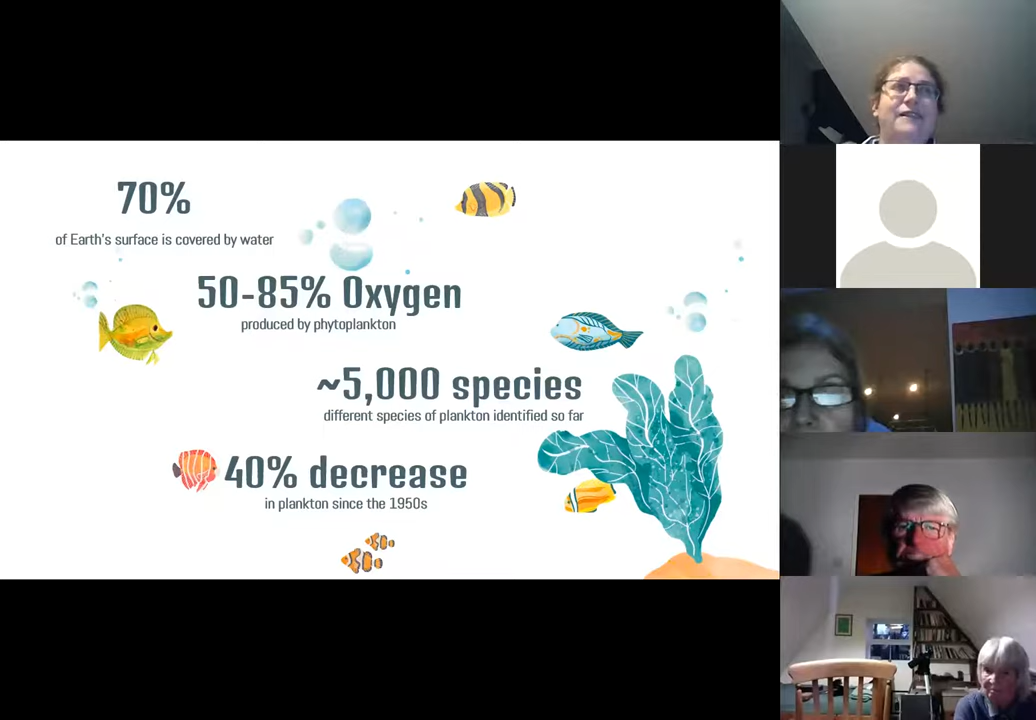 70%
of Earth's surface is covered by water
50-85% Oxygen
produced by phytoplankton
~5,000 species
different species of plankton identified so far
40% decrease
in plankton since the 1950s